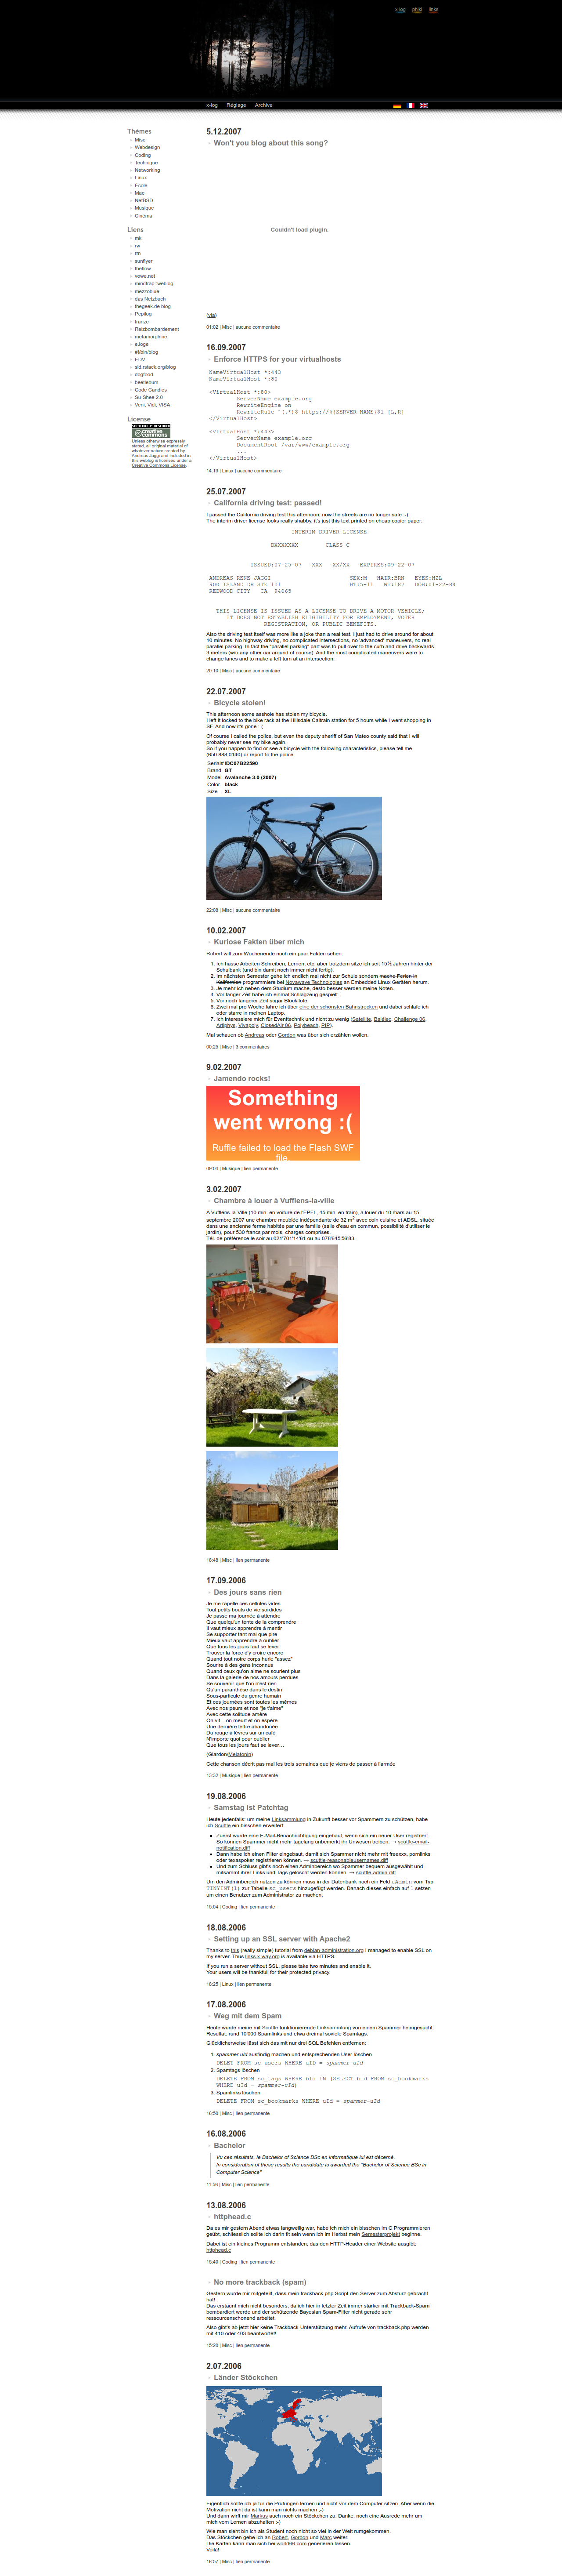 x-log phiki links
x-log Réglage Archive
Thèmes
Misc
Webdesign
Coding
Technique
Networking
Linux
École
Mac
NetBSD
Musique
Cinéma
Liens
mk
rw
rm
sunflyer
theflow
vowe.net
mindtrap::weblog
mezzoblue
das Netzbuch
thegeek.de blog
Pepilog
franze
Reizbombardement
metamorphine
e.loge
#!/bin/blog
EDV
sid.rstack.org/blog
dogfood
beetlebum
Code Candies
Su-Shee 2.0
Veni, Vidi, VISA
License
creative commons
Unless otherwise expressly
stated, all original material of
whatever nature created by
Andreas Jaggi and included in
this weblog is licensed under a
Creative Commons License.
5.12.2007
Won't you blog about this song?
Couldn't load plugin.
(via)
01:02 | Misc | aucune commentaire
16.09.2007
Enforce HTTPS for your virtualhosts
NameVirtualHost *:443
NameVirtualHost *:80
<VirtualHost *:80>
ServerName example.org
RewriteEngine on
RewriteRule ^(.*)$ https://%{SERVER_NAME}$1 [L,R]
</VirtualHost>
<VirtualHost *:443>
ServerName example.org
DocumentRoot /var/www/example.org
...
</VirtualHost>
14:13 | Linux | aucune commentaire
25.07.2007
California driving test: passed!
I passed the California driving test this afternoon, now the streets are no longer safe ;-)
The interim driver license looks really shabby, it's just this text printed on cheap copier paper:
INTERIM DRIVER LICENSE
DXXXXXXX CLASS C
ISSUED:07-25-07 XXX XX/XX EXPIRES:09-22-07
ANDREAS RENE JAGGI SEX:M HAIR:BRN EYES:HZL
900 ISLAND DR STE 101 HT:5-11 WT:187 DOB:01-22-84
REDWOOD CITY CA 94065
THIS LICENSE IS ISSUED AS A LICENSE TO DRIVE A MOTOR VEHICLE;
IT DOES NOT ESTABLISH ELIGIBILITY FOR EMPLOYMENT, VOTER
REGISTRATION, OR PUBLIC BENEFITS.
Also the driving test itself was more like a joke than a real test. I just had to drive around for about
10 minutes. No highway driving, no complicated intersections, no 'advanced' maneuvers, no real
parallel parking. In fact the "parallel parking" part was to pull over to the curb and drive backwards
3 meters (w/o any other car around of course). And the most complicated maneuvers were to
change lanes and to make a left turn at an intersection.
20:10 | Misc | aucune commentaire
22.07.2007
Bicycle stolen!
This afternoon some asshole has stolen my bicycle.
I left it locked to the bike rack at the Hillsdale Caltrain station for 5 hours while I went shopping in
SF. And now it's gone :-(
Of course I called the police, but even the deputy sheriff of San Mateo county said that I will
probably never see my bike again.
So if you happen to find or see a bicycle with the following characteristics, please tell me
(650.888.0140) or report to the police.
Serial# IDC07B22590
Brand GT
Model Avalanche 3.0 (2007)
Color black
Size XL
22:08 | Misc | aucune commentaire
10.02.2007
Kuriose Fakten über mich
Robert will zum Wochenende noch ein paar Fakten sehen:
1. Ich hasse Arbeiten Schreiben, Lernen, etc. aber trotzdem sitze ich seit 15½ Jahren hinter der
Schulbank (und bin damit noch immer nicht fertig).
2. Im nächsten Semester gehe ich endlich mal nicht zur Schule sondern mache Ferien in
Kalifornien programmiere bei Novawave Technologies an Embedded Linux Geräten herum.
3. Je mehr ich neben dem Studium mache, desto besser werden meine Noten.
4. Vor langer Zeit habe ich einmal Schlagzeug gespielt.
5. Vor noch längerer Zeit sogar Blockflöte.
6. Zwei mal pro Woche fahre ich über eine der schönsten Bahnstrecken und dabei schlafe ich
oder starre in meinen Laptop.
7. Ich interessiere mich für Eventtechnik und nicht zu wenig (Satellite, Balélec, Challenge 06,
Artiphys, Vivapoly, ClosedAir 06, Polybeach, PIP).
Mal schauen ob Andreas oder Gordon was über sich erzählen wollen.
00:25 | Misc | 3 commentaires
9.02.2007
Jamendo rocks!
Something
went wrong :(
Ruffle failed to load the Flash SWF
file.
09:04 | Musique | lien permanente
3.02.2007
Chambre à louer à Vufflens-la-ville
A Vufflens-la-Ville (10 min. en voiture de l'EPFL, 45 min. en train), à louer du 10 mars au 15
septembre 2007 une chambre meublée indépendante de 32 m2 avec coin cuisine et ADSL, située
dans une ancienne ferme habitée par une famille (salle d'eau en commun, possibilité d'utiliser le
jardin), pour 530 francs par mois, charges comprises.
Tél. de préférence le soir au 021'701'14'61 ou au 078'645'56'83.
18:48 | Misc | lien permanente
17.09.2006
Des jours sans rien
Je me rapelle ces cellules vides
Tout petits bouts de vie sordides
Je passe ma journée à attendre
Que quelqu'un tente de la comprendre
Il vaut mieux apprendre à mentir
Se supporter tant mal que pire
Mieux vaut apprendre à oublier
Que tous les jours faut se lever
Trouver la force d'y croire encore
Quand tout notre corps hurle "assez"
Sourire à des gens inconnus
Quand ceux qu'on aime ne sourient plus
Dans la galerie de nos amours perdues
Se souvenir que l'on n'est rien
Qu'un paranthèse dans le destin
Sous-particule du genre humain
Et ces journées sont toutes les mêmes
Avec nos peurs et nos "je t'aime"
Avec cette solitude amère
On vit – on meurt et on espère
Une dernière lettre abandonée
Du rouge à lèvres sur un café
N'importe quoi pour oublier
Que tous les jours faut se lever…
(Glardon/Melatonin)
Cette chanson décrit pas mal les trois semaines que je viens de passer à l'armée
13:32 | Musique | lien permanente
19.08.2006
Samstag ist Patchtag
Heute jedenfalls: um meine Linksammlung in Zukunft besser vor Spammern zu schützen, habe
ich Scuttle ein bisschen erweitert:
Zuerst wurde eine E-Mail-Benachrichtigung eingebaut, wenn sich ein neuer User registriert.
So können Spammer nicht mehr tagelang unbemerkt ihr Unwesen treiben. → scuttle-email-
notification.diff
Dann habe ich einen Filter eingebaut, damit sich Spammer nicht mehr mit freexxx, pornlinks
oder texaspoker registrieren können. → scuttle-reasonableusernames.diff
Und zum Schluss gibt's noch einen Adminbereich wo Spammer bequem ausgewählt und
mitsammt ihrer Links und Tags gelöscht werden können. → scuttle-admin.diff
Um den Adminbereich nutzen zu können muss in der Datenbank noch ein Feld uAdmin vom Typ
TINYINT(1) zur Tabelle sc_users hinzugefügt werden. Danach dieses einfach auf 1 setzen
um einen Benutzer zum Administrator zu machen.
15:04 | Coding | lien permanente
18.08.2006
Setting up an SSL server with Apache2
Thanks to this (really simple) tutorial from debian-administration.org I managed to enable SSL on
my server. Thus links.x-way.org is available via HTTPS.
If you run a server without SSL, please take two minutes and enable it.
Your users will be thankfull for their protected privacy.
18:25 | Linux | lien permanente
17.08.2006
Weg mit dem Spam
Heute wurde meine mit Scuttle funktionierende Linksammlung von einem Spammer heimgesucht.
Resultat: rund 10'000 Spamlinks und etwa dreimal soviele Spamtags.
Glücklicherweise lässt sich das mit nur drei SQL Befehlen entfernen:
1. spammer-uId ausfindig machen und entsprechenden User löschen
DELET FROM sc_users WHERE uID = spammer-uId
2. Spamtags löschen
DELETE FROM sc_tags WHERE bId IN (SELECT bId FROM sc_bookmarks
WHERE uId = spammer-uId)
3. Spamlinks löschen
DELETE FROM sc_bookmarks WHERE uId = spammer-uId
16:50 | Misc | lien permanente
16.08.2006
Bachelor
Vu ces résultats, le Bachelor of Science BSc en informatique lui est décerné.
In consideration of these results the candidate is awarded the "Bachelor of Science BSc in
Computer Science"
11:56 | Misc | lien permanente
13.08.2006
httphead.c
Da es mir gestern Abend etwas langweilig war, habe ich mich ein bisschen im C Programmieren
geübt, schliesslich sollte ich darin fit sein wenn ich im Herbst mein Semesterprojekt beginne.
Dabei ist ein kleines Programm entstanden, das den HTTP-Header einer Website ausgibt:
httphead.c
15:40 | Coding | lien permanente
No more trackback (spam)
Gestern wurde mir mitgeteilt, dass mein trackback.php Script den Server zum Absturz gebracht
hat!
Das erstaunt mich nicht besonders, da ich hier in letzter Zeit immer stärker mit Trackback-Spam
bombardiert werde und der schützende Bayesian Spam-Filter nicht gerade sehr
ressourcenschonend arbeitet.
Also gibt's ab jetzt hier keine Trackback-Unterstützung mehr. Aufrufe von trackback.php werden
mit 410 oder 403 beantwortet!
15:20 | Misc | lien permanente
2.07.2006
Länder Stöckchen
Eigentlich sollte ich ja für die Prüfungen lernen und nicht vor dem Computer sitzen. Aber wenn die
Motivation nicht da ist kann man nichts machen ;-)
Und dann wirft mir Markus auch noch ein Stöckchen zu. Danke, noch eine Ausrede mehr um
mich vom Lernen abzuhalten :-)
Wie man sieht bin ich als Student noch nicht so viel in der Welt rumgekommen.
Das Stöckchen gebe ich an Robert, Gordon und Marc weiter.
Die Karten kann man sich bei world66.com generieren lassen.
Voilà!
16:57 | Misc | lien permanente